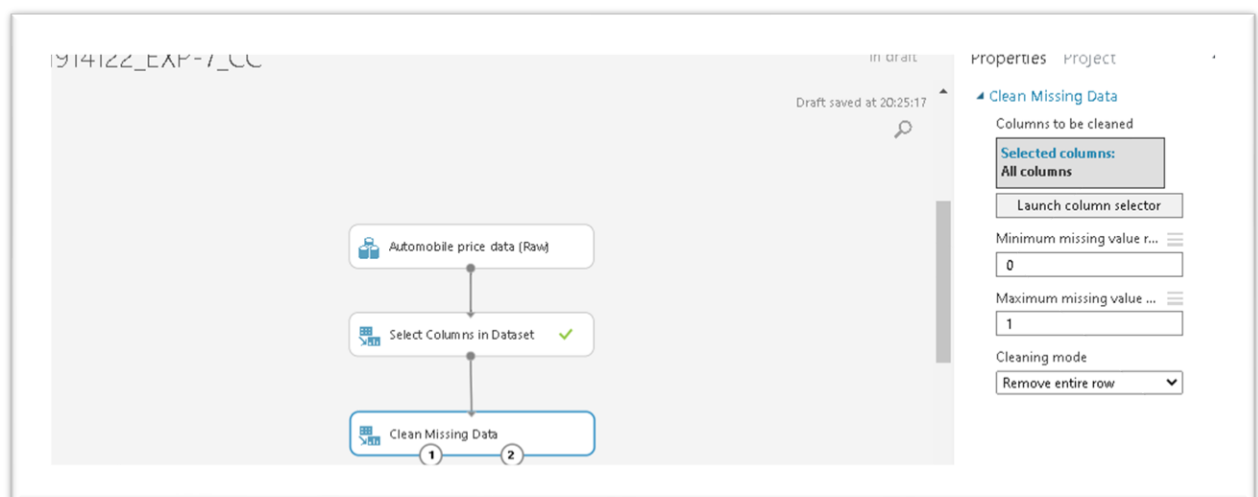 1914122_EXP-7_CC
In draft
Properties Project
Draft saved at 20:25:17
Clean Missing Data
Columns to be cleaned
Selected columns:
All columns
Launch column selector
Minimum missing value r...
0
Maximum missing value ...
1
Cleaning mode
Remove entire row
Automobile price data (Raw)
Select Columns in Dataset
Clean Missing Data
1 2